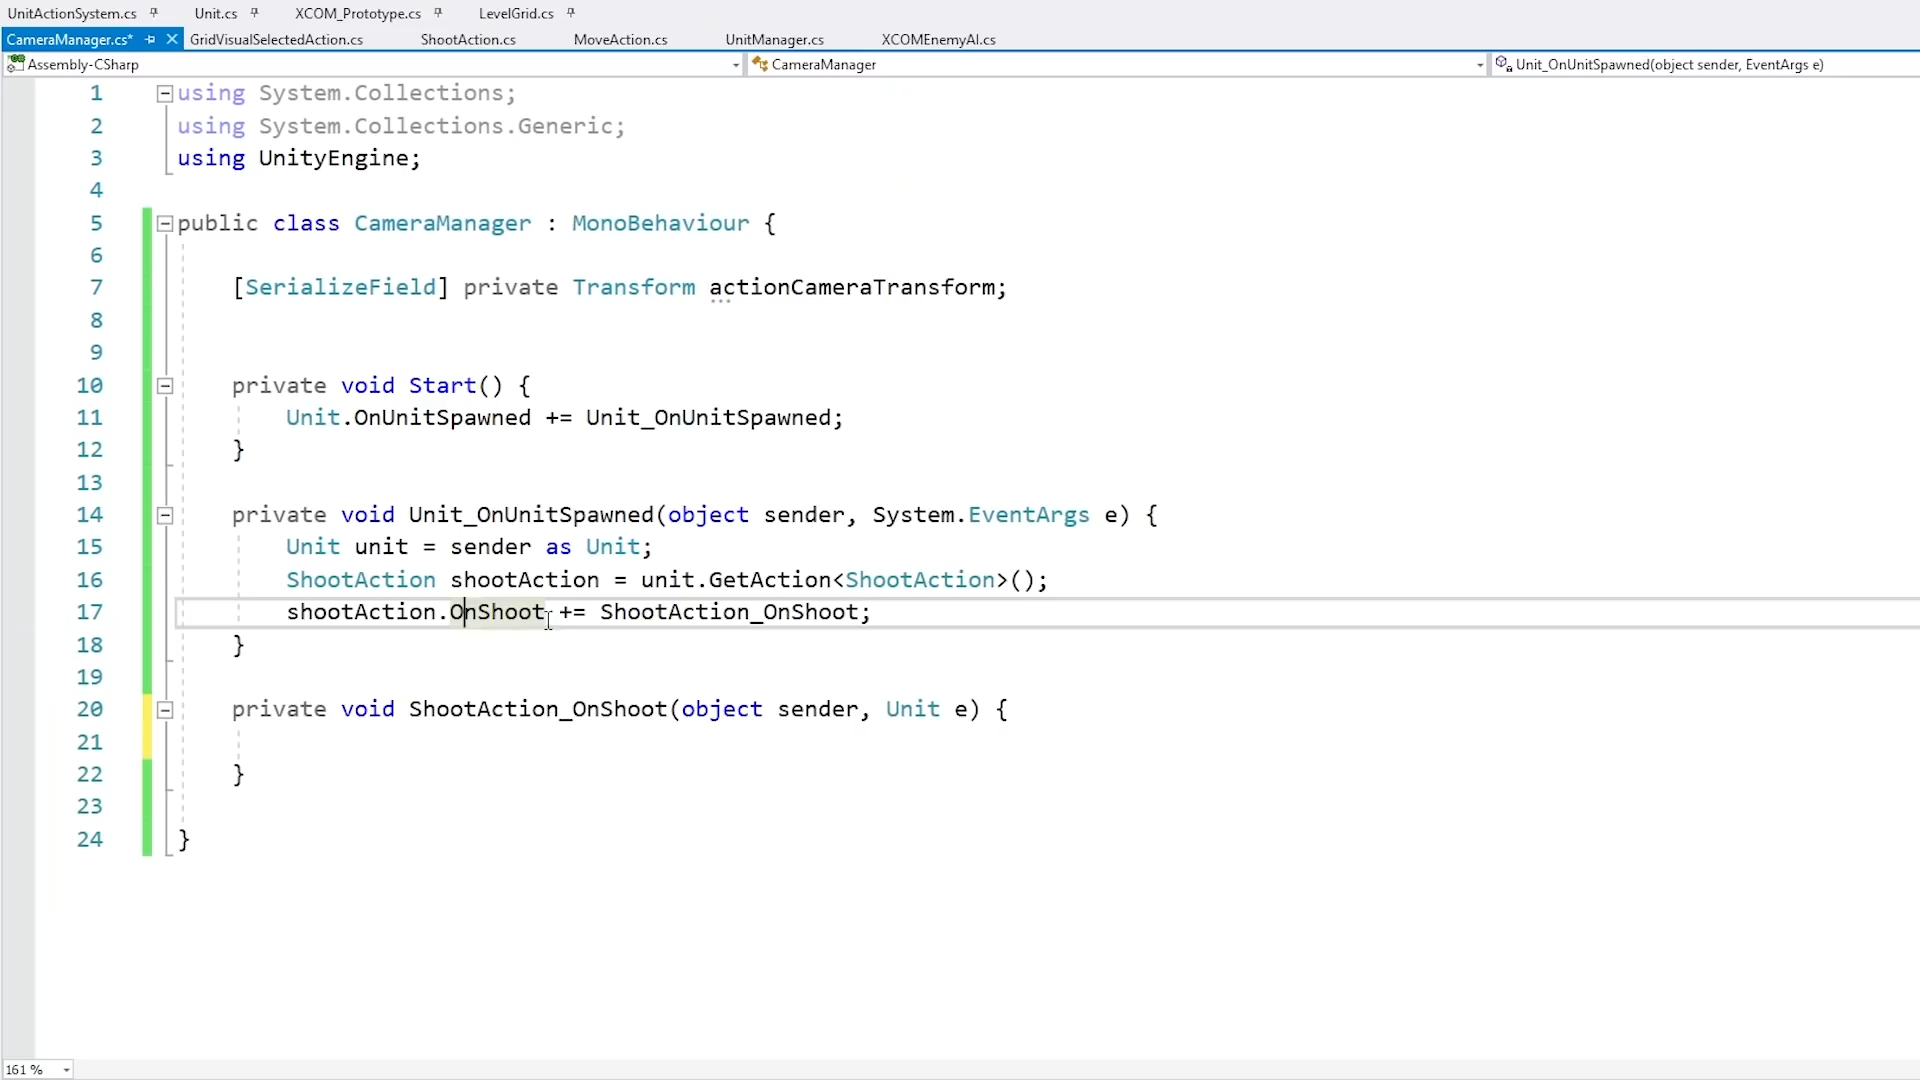 UnitActionSystem.cs Unit.cs XCOM_Prototype.cs LevelGrid.cs
CameraManager.cs* GridVisualSelectedAction.cs ShootAction.cs MoveAction.cs UnitManager.cs XCOMEnemyAI.cs
Assembly-CSharp CameraManager Unit_OnUnitSpawned(object sender, EventArgs e)
1 using System.Collections;
2 using System.Collections.Generic;
3 using UnityEngine;
4
5 public class CameraManager : MonoBehaviour {
6
7 [SerializeField] private Transform actionCameraTransform;
8
9
10 private void Start() {
11 Unit.OnUnitSpawned += Unit_OnUnitSpawned;
12 }
13
14 private void Unit_OnUnitSpawned(object sender, System.EventArgs e) {
15 Unit unit = sender as Unit;
16 ShootAction shootAction = unit.GetAction<ShootAction>();
17 shootAction.OnShoot += ShootAction_OnShoot;
18 }
19
20 private void ShootAction_OnShoot(object sender, Unit e) {
21
22 }
23
24 }
161 %